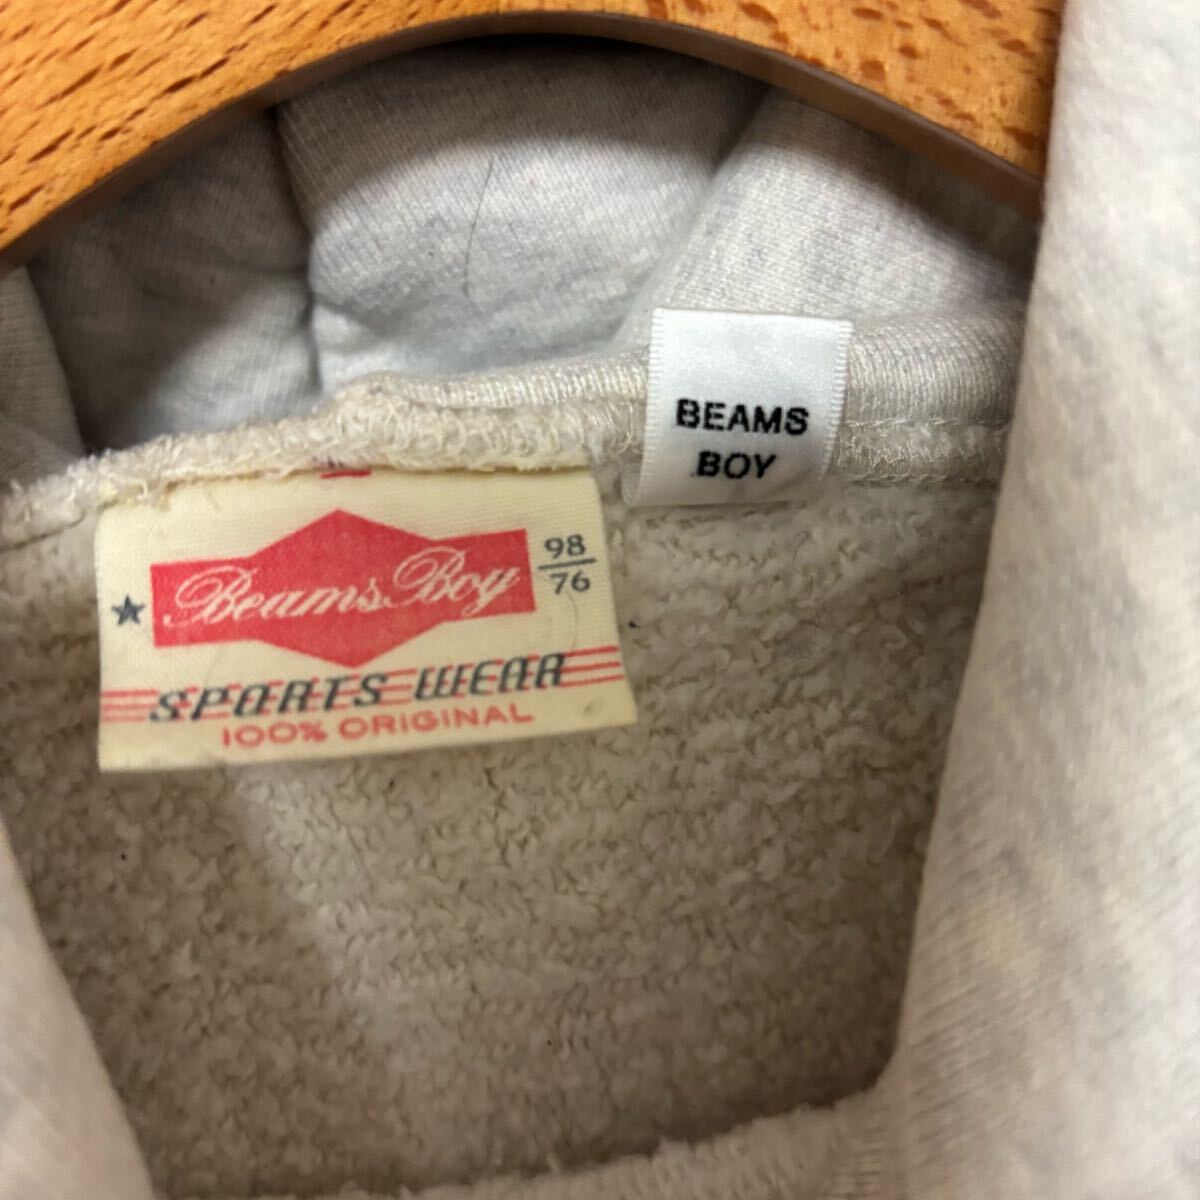 BEAMS
BOY
Beams Boy
98
76
★
SPORTS WEAR
100% ORIGINAL